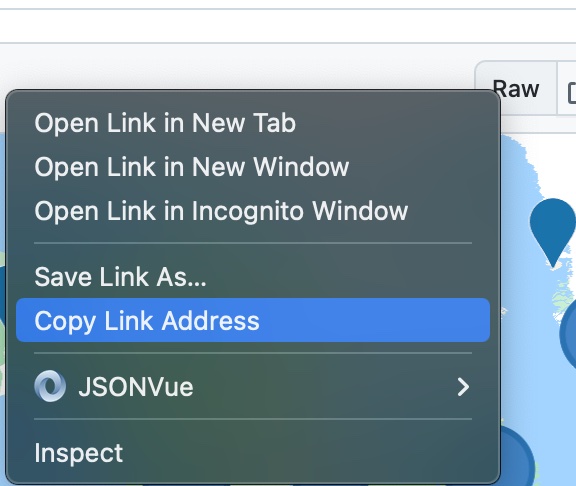 Raw
Open Link in New Tab
Open Link in New Window
Open Link in Incognito Window
Save Link As...
Copy Link Address
JSONVue
Inspect